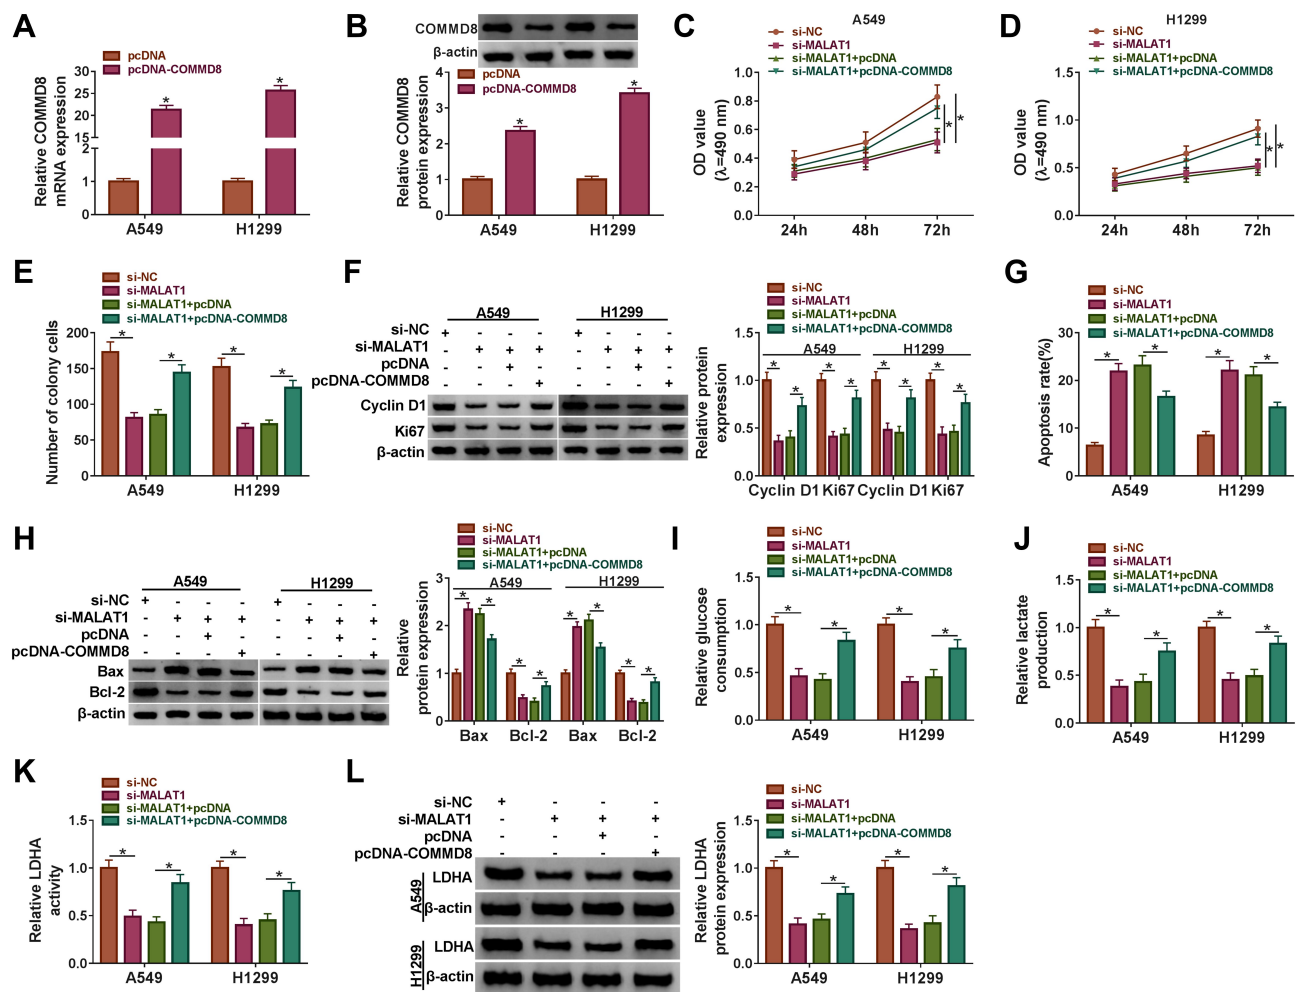 A
pcDNA
pcDNA-COMMD8
Relative COMMD8
mRNA expression
30
25
20
15
10
2
1
0
*
*
A549
H1299
B
COMMD8
β-actin
pcDNA
pcDNA-COMMD8
Relative COMMD8
protein expression
4
3
2
1
0
*
*
A549
H1299
C
A549
si-NC
si-MALAT1
si-MALAT1+pcDNA
si-MALAT1+pcDNA-COMMD8
OD value
(λ=490 nm)
1.0
0.8
0.6
0.4
0.2
0.0
*
*
24h
48h
72h
D
H1299
si-NC
si-MALAT1
si-MALAT1+pcDNA
si-MALAT1+pcDNA-COMMD8
OD value
(λ=490 nm)
1.5
1.0
0.5
0.0
*
*
24h
48h
72h
E
si-NC
si-MALAT1
si-MALAT1+pcDNA
si-MALAT1+pcDNA-COMMD8
Number of colony cells
200
150
100
50
0
* * * *
A549
H1299
F
A549
H1299
si-NC + - - - + - - -
si-MALAT1 - + + + - + + +
pcDNA - - + - - - + -
pcDNA-COMMD8 - - - + - - - +
Cyclin D1
Ki67
β-actin
si-NC
si-MALAT1
si-MALAT1+pcDNA
si-MALAT1+pcDNA-COMMD8
Relative protein
expression
1.5
1.0
0.5
0.0
A549
H1299
* * * * * * * *
Cyclin D1 Ki67 Cyclin D1 Ki67
G
si-NC
si-MALAT1
si-MALAT1+pcDNA
si-MALAT1+pcDNA-COMMD8
Apoptosis rate(%)
30
20
10
0
* * * *
A549
H1299
H
A549
H1299
si-NC + - - - + - - -
si-MALAT1 - + + + - + + +
pcDNA - - + - - - + -
pcDNA-COMMD8 - - - + - - - +
Bax
Bcl-2
β-actin
si-NC
si-MALAT1
si-MALAT1+pcDNA
si-MALAT1+pcDNA-COMMD8
Relative
protein expression
3
2
1
0
A549
H1299
* * * * * * * *
Bax Bcl-2 Bax Bcl-2
I
si-NC
si-MALAT1
si-MALAT1+pcDNA
si-MALAT1+pcDNA-COMMD8
Relative glucose
consumption
1.5
1.0
0.5
0.0
* * * *
A549
H1299
J
si-NC
si-MALAT1
si-MALAT1+pcDNA
si-MALAT1+pcDNA-COMMD8
Relative lactate
production
1.5
1.0
0.5
0.0
* * * *
A549
H1299
K
si-NC
si-MALAT1
si-MALAT1+pcDNA
si-MALAT1+pcDNA-COMMD8
Relative LDHA
activity
1.5
1.0
0.5
0.0
* * * *
A549
H1299
L
si-NC + - - -
si-MALAT1 - + + +
pcDNA - - + -
pcDNA-COMMD8 - - - +
A549
LDHA
β-actin
H1299
LDHA
β-actin
si-NC
si-MALAT1
si-MALAT1+pcDNA
si-MALAT1+pcDNA-COMMD8
Relative LDHA
protein expression
1.5
1.0
0.5
0.0
* * * *
A549
H1299